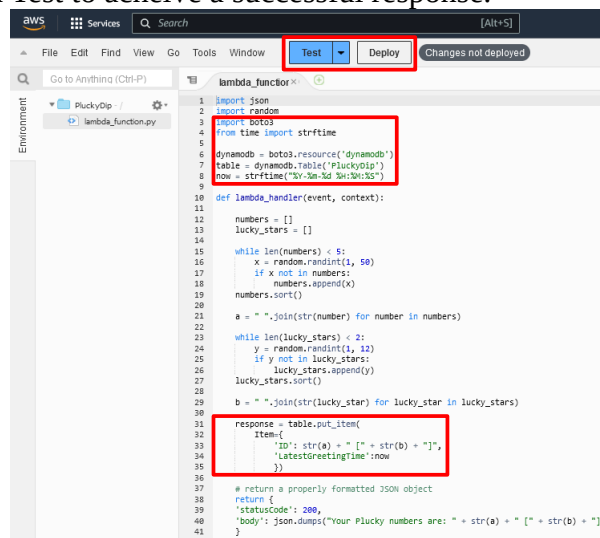 Test to acheive a successful response.
aws Services Search [Alt+S]
File Edit Find View Go Tools Window Test Deploy Changes not deployed
Go to Anything (Ctrl-P) lambda_function
Environment
PluckyDip - /
lambda_function.py
1 import json
2 import random
3 import boto3
4 from time import strftime
5
6 dynamodb = boto3.resource('dynamodb')
7 table = dynamodb.Table('PluckyDip')
8 now = strftime("%Y-%m-%d %H:%M:%S")
9
10 def lambda_handler(event, context):
11
12 numbers = []
13 lucky_stars = []
14
15 while len(numbers) < 5:
16 x = random.randint(1, 50)
17 if x not in numbers:
18 numbers.append(x)
19 numbers.sort()
20
21 a = " ".join(str(number) for number in numbers)
22
23 while len(lucky_stars) < 2:
24 y = random.randint(1, 12)
25 if y not in lucky_stars:
26 lucky_stars.append(y)
27 lucky_stars.sort()
28
29 b = " ".join(str(lucky_star) for lucky_star in lucky_stars)
30
31 response = table.put_item(
32 Item={
33 'ID': str(a) + " [" + str(b) + "]",
34 'LatestGreetingTime':now
35 })
36
37 # return a properly formatted JSON object
38 return {
39 'statusCode': 200,
40 'body': json.dumps("Your Plucky numbers are: " + str(a) + " [" + str(b) + "]
41 }